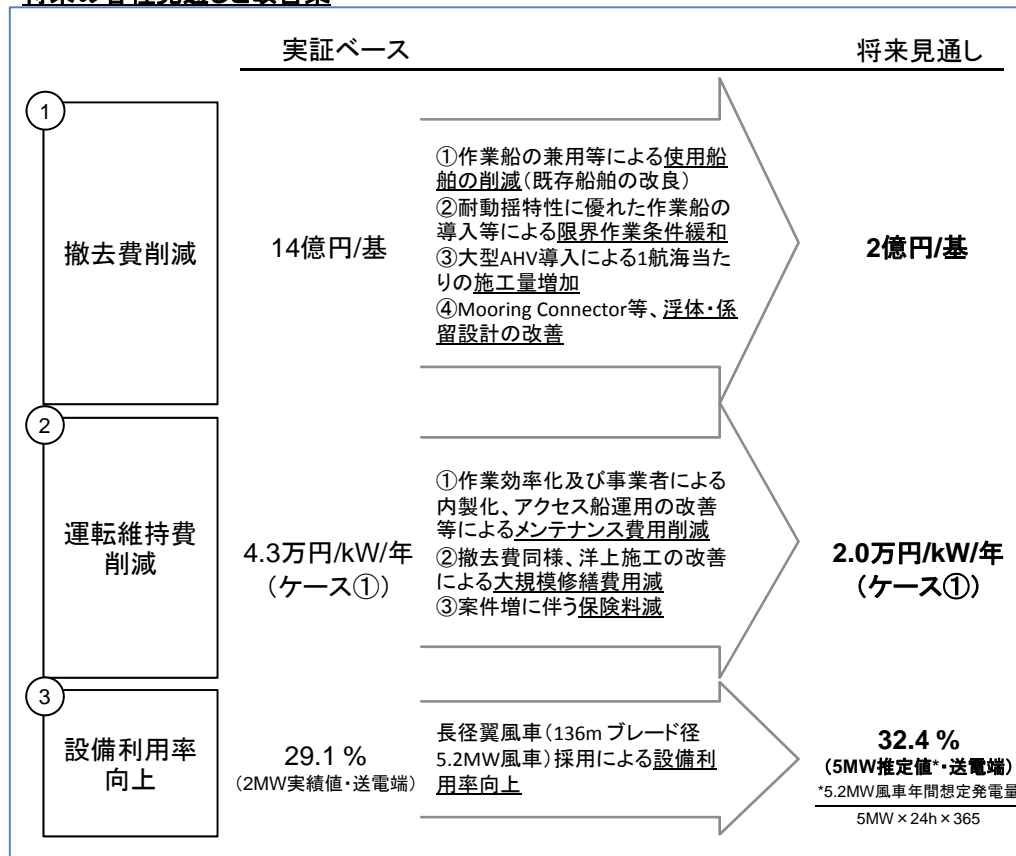 実証ベース
将来見通し
1
撤去費削減
14億円/基
①作業船の兼用等による使用船
舶の削減（既存船舶の改良）
②耐動揺特性に優れた作業船の
導入等による限界作業条件緩和
③大型AHV導入による1航海当た
りの施工量増加
④Mooring Connector等、浮体・係
留設計の改善
2億円/基
2
運転維持費
削減
4.3万円/kW/年
（ケース①）
①作業効率化及び事業者による
内製化、アクセス船運用の改善
等によるメンテナンス費用削減
②撤去費同様、洋上施工の改善
による大規模修繕費用減
③案件増に伴う保険料減
2.0万円/kW/年
（ケース①）
3
設備利用率
向上
29.1 %
(2MW実績値・送電端)
長径翼風車（136m ブレード径
5.2MW風車）採用による設備利
用率向上
32.4 %
(5MW推定値*・送電端)
*5.2MW風車年間想定発電量
5MW×24h×365